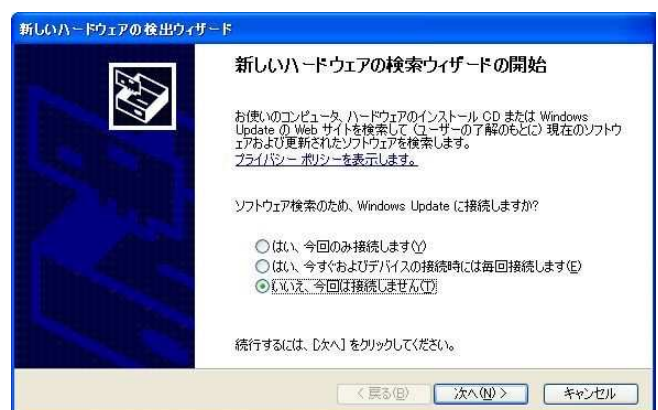 新しいハードウェアの検出ウィザード
新しいハードウェアの検索ウィザードの開始
お使いのコンピュータ、ハードウェアのインストール CD または Windows
Update の Web サイトを検索して (ユーザーの了解のもとに) 現在のソフトウ
ェアおよび更新されたソフトウェアを検索します。
プライバシー ポリシーを表示します。
ソフトウェア検索のため、Windows Update に接続しますか?
はい、今回のみ接続します(Y)
はい、今すぐおよびデバイスの接続時には毎回接続します(E)
いいえ、今回は接続しません(T)
続行するには、[次へ] をクリックしてください。
< 戻る(B) 次へ(N) > キャンセル